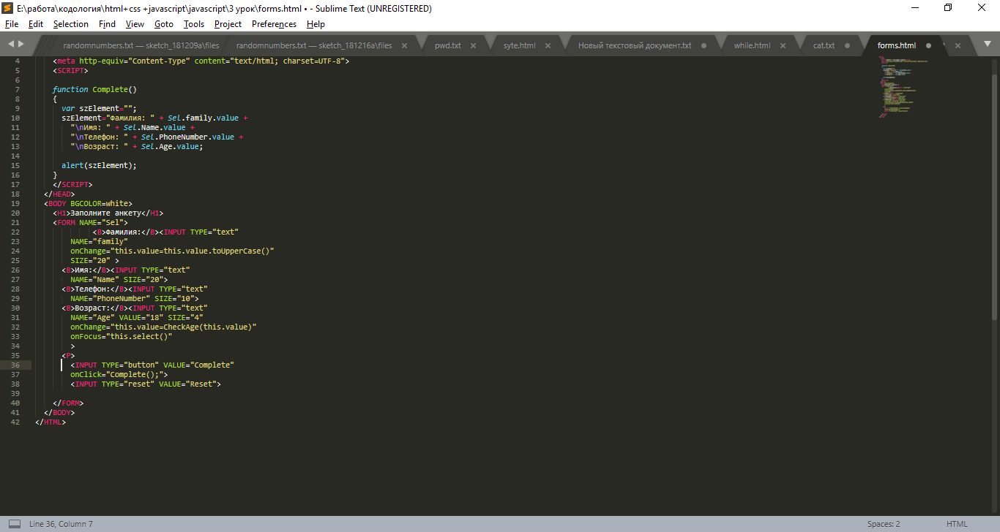 E:\работа\кодология\html+css +javascript\javascript\3 урок\forms.html • - Sublime Text (UNREGISTERED)
File Edit Selection Find View Goto Tools Project Preferences Help
randomnumbers.txt — sketch_181209a\files randomnumbers.txt — sketch_181216a\files pwd.txt syte.html Новый текстовый документ.txt while.html cat.txt forms.html
4 <meta http-equiv="Content-Type" content="text/html; charset=UTF-8">
5 <SCRIPT>
6
7 function Complete()
8 {
9 var szElement="";
10 szElement="Фамилия: " + Sel.family.value +
11 "\nИмя: " + Sel.Name.value +
12 "\nТелефон: " + Sel.PhoneNumber.value +
13 "\nВозраст: " + Sel.Age.value;
14
15 alert(szElement);
16 }
17 </SCRIPT>
18 </HEAD>
19 <BODY BGCOLOR=white>
20 <H1>Заполните анкету</H1>
21 <FORM NAME="Sel">
22 <B>Фамилия:</B><INPUT TYPE="text"
23 NAME="family"
24 onChange="this.value=this.value.toUpperCase()"
25 SIZE="20" >
26 <B>Имя:</B><INPUT TYPE="text"
27 NAME="Name" SIZE="20">
28 <B>Телефон:</B><INPUT TYPE="text"
29 NAME="PhoneNumber" SIZE="10">
30 <B>Возраст:</B><INPUT TYPE="text"
31 NAME="Age" VALUE="18" SIZE="4"
32 onChange="this.value=CheckAge(this.value)"
33 onFocus="this.select()"
34 >
35 <P>
36 <INPUT TYPE="button" VALUE="Complete"
37 onClick="Complete();">
38 <INPUT TYPE="reset" VALUE="Reset">
39
40 </FORM>
41 </BODY>
42 </HTML>
Line 36, Column 7 Spaces: 2 HTML